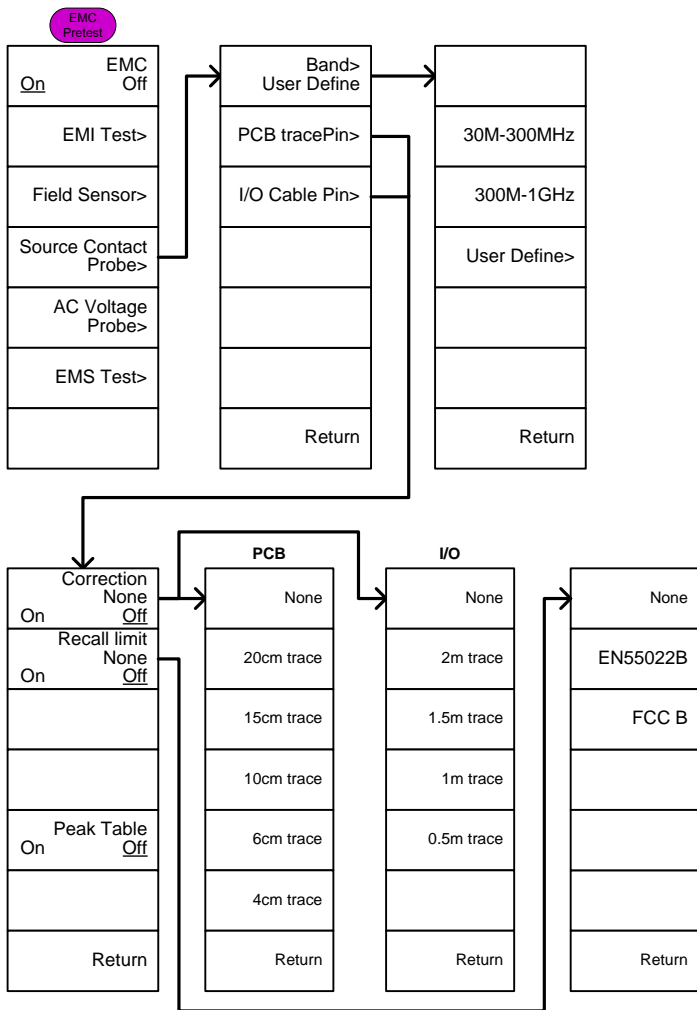 EMC
Pretest
EMC
On Off
EMI Test>
Field Sensor>
Source Contact
Probe>
AC Voltage
Probe>
EMS Test>
Band>
User Define
PCB tracePin>
I/O Cable Pin>
Return
30M-300MHz
300M-1GHz
User Define>
Return
Correction
None
On Off
Recall limit
None
On Off
Peak Table
On Off
Return
PCB
None
20cm trace
15cm trace
10cm trace
6cm trace
4cm trace
Return
I/O
None
2m trace
1.5m trace
1m trace
0.5m trace
Return
None
EN55022B
FCC B
Return